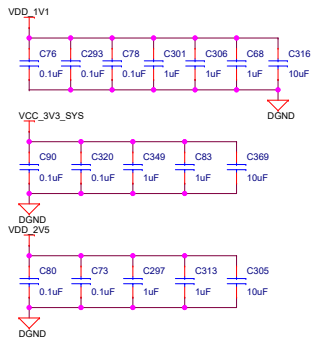 VDD_1V1
C76 C293 C78 C301 C306 C68 C316
0.1uF 0.1uF 0.1uF 1uF 1uF 1uF 10uF
DGND
VCC_3V3_SYS
C90 C320 C349 C83 C369
0.1uF 0.1uF 1uF 1uF 10uF
DGND
VDD_2V5
C80 C73 C297 C313 C305
0.1uF 0.1uF 1uF 1uF 10uF
DGND